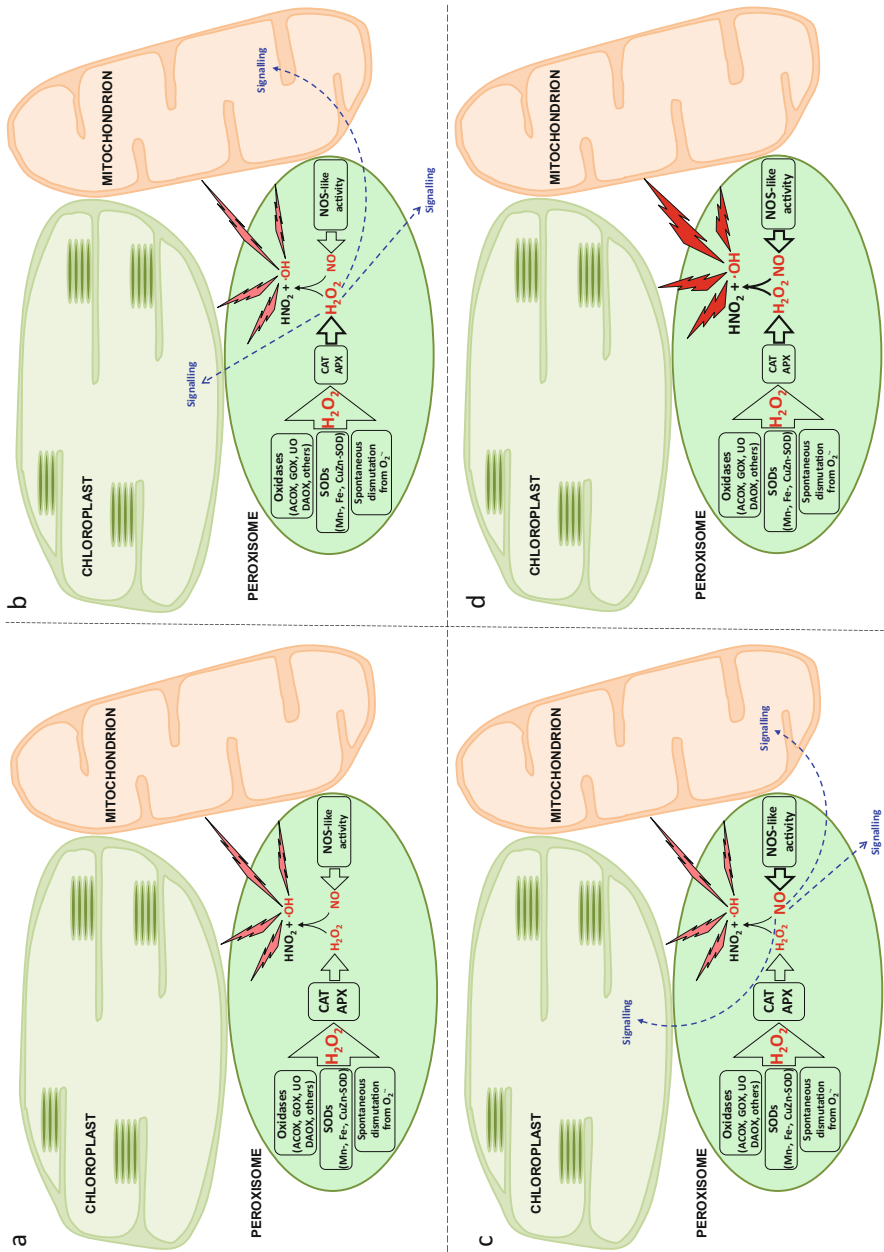 a
CHLOROPLAST
MITOCHONDRION
PEROXISOME
Oxidases
(ACOX, GOX, UO
DAOX, others)
SODs
(Mn-, Fe-, CuZn-SOD)
Spontaneous
dismutation
from O₂·⁻
H₂O₂
CAT
APX
H₂O₂
HNO₂ + ·OH
NO
NOS-like
activity
b
CHLOROPLAST
MITOCHONDRION
Signalling
Signalling
Signalling
PEROXISOME
Oxidases
(ACOX, GOX, UO
DAOX, others)
SODs
(Mn-, Fe-, CuZn-SOD)
Spontaneous
dismutation
from O₂·⁻
H₂O₂
CAT
APX
H₂O₂
HNO₂ + ·OH
NO
NOS-like
activity
c
CHLOROPLAST
MITOCHONDRION
Signalling
Signalling
Signalling
PEROXISOME
Oxidases
(ACOX, GOX, UO
DAOX, others)
SODs
(Mn-, Fe-, CuZn-SOD)
Spontaneous
dismutation
from O₂·⁻
H₂O₂
CAT
APX
H₂O₂
HNO₂ + ·OH
NO
NOS-like
activity
d
CHLOROPLAST
MITOCHONDRION
PEROXISOME
Oxidases
(ACOX, GOX, UO
DAOX, others)
SODs
(Mn-, Fe-, CuZn-SOD)
Spontaneous
dismutation
from O₂·⁻
H₂O₂
CAT
APX
H₂O₂
HNO₂ + ·OH
NO
NOS-like
activity